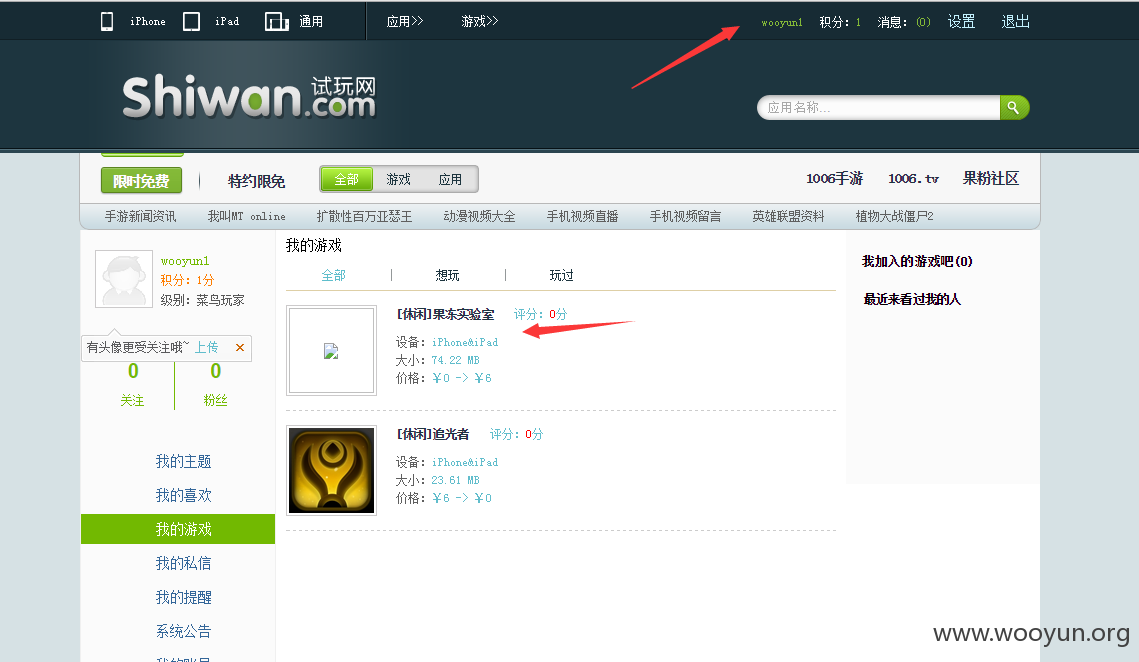 iPhone iPad 通用 应用>> 游戏>> wooyun1 积分: 1 消息: (0) 设置 退出
Shiwan 试玩网 .com
应用名称...
限时免费 特约限免 全部 游戏 应用 1006手游 1006.tv 果粉社区
手游新闻资讯 我叫MT online 扩散性百万亚瑟王 动漫视频大全 手机视频直播 手机视频留言 英雄联盟资料 植物大战僵尸2
wooyun1
积分: 1分
级别: 菜鸟玩家
有头像更受关注哦~ 上传 ×
0 0
关注 粉丝
我的主题
我的喜欢
我的游戏
我的私信
我的提醒
系统公告
我的游戏
全部 想玩 玩过
[休闲]果冻实验室 评分: 0分
设备: iPhone&iPad
大小: 74.22 MB
价格: ￥0 -> ￥6
[休闲]追光者 评分: 0分
设备: iPhone&iPad
大小: 23.61 MB
价格: ￥6 -> ￥0
我加入的游戏吧(0)
最近来看过我的人
www.wooyun.org